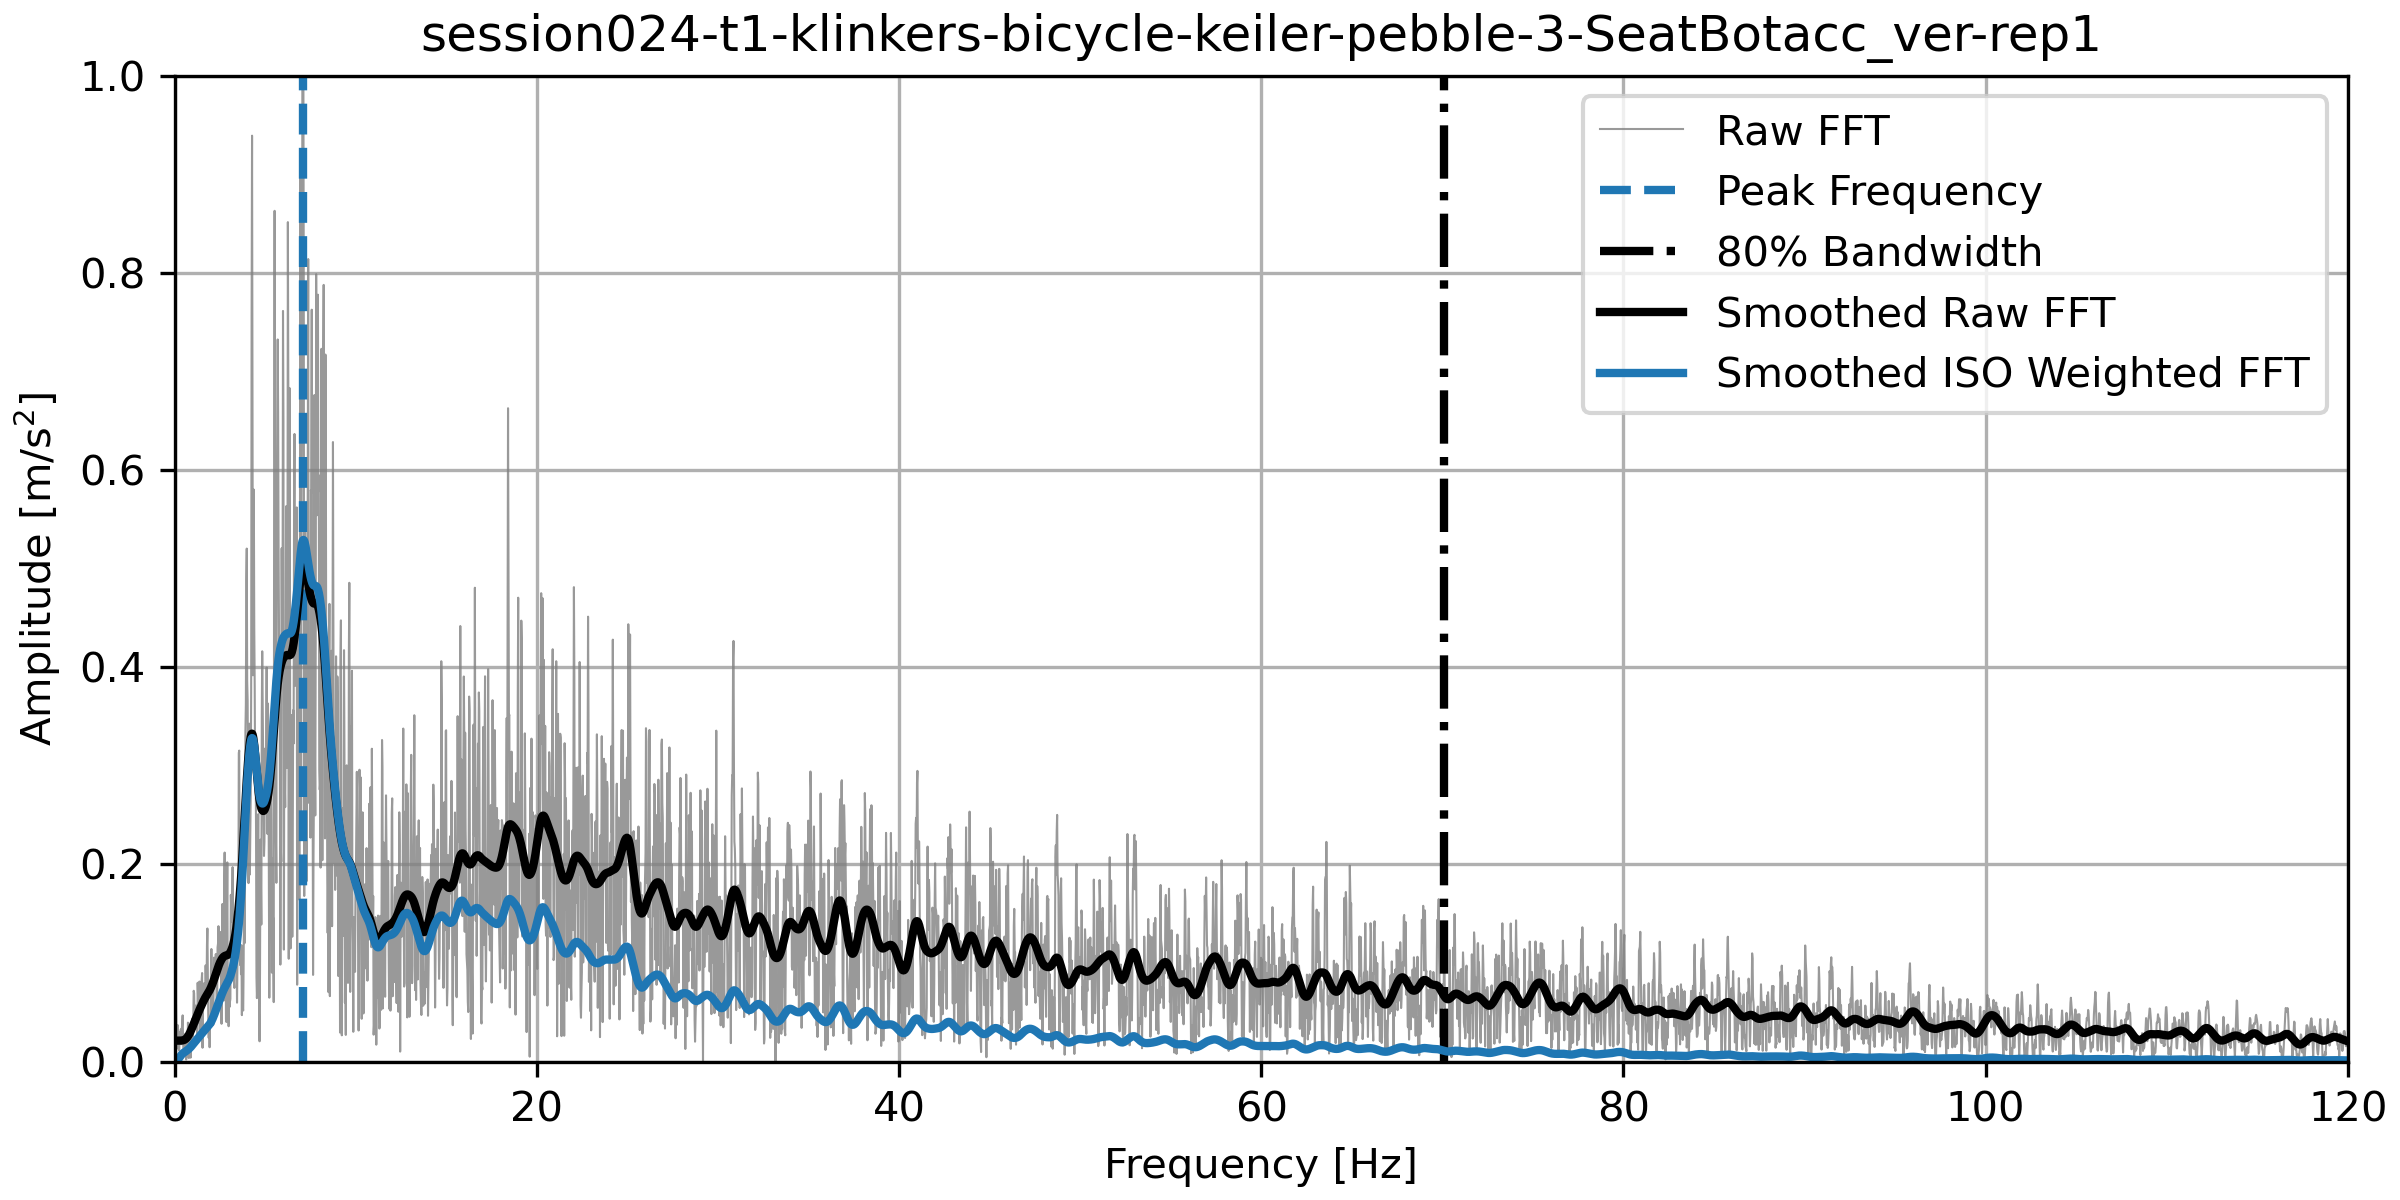 session024-t1-klinkers-bicycle-keiler-pebble-3-SeatBotacc_ver-rep1
1.0
0.8
0.6
0.4
0.2
0.0
Amplitude [m/s²]
Raw FFT
Peak Frequency
80% Bandwidth
Smoothed Raw FFT
Smoothed ISO Weighted FFT
0 20 40 60 80 100 120
Frequency [Hz]